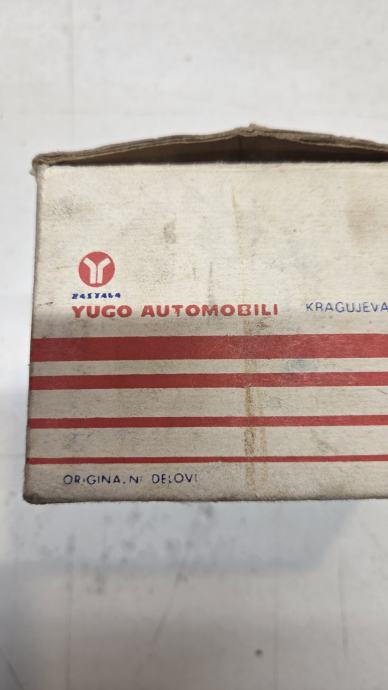 ZASTAVA
YUGO AUTOMOBILI KRAGUJEVA
ORIGINALNI DELOVI